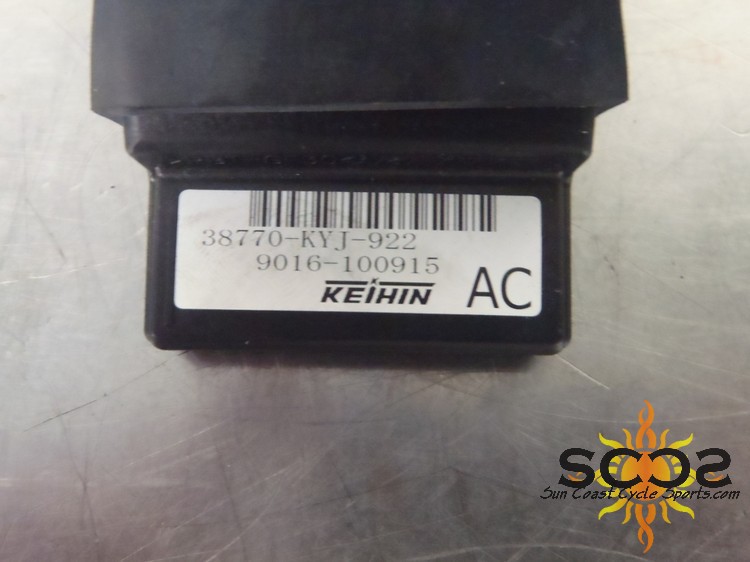 38770-KYJ-922
9016-100915
KEIHIN AC
SCCS
Sun Coast Cycle Sports.com